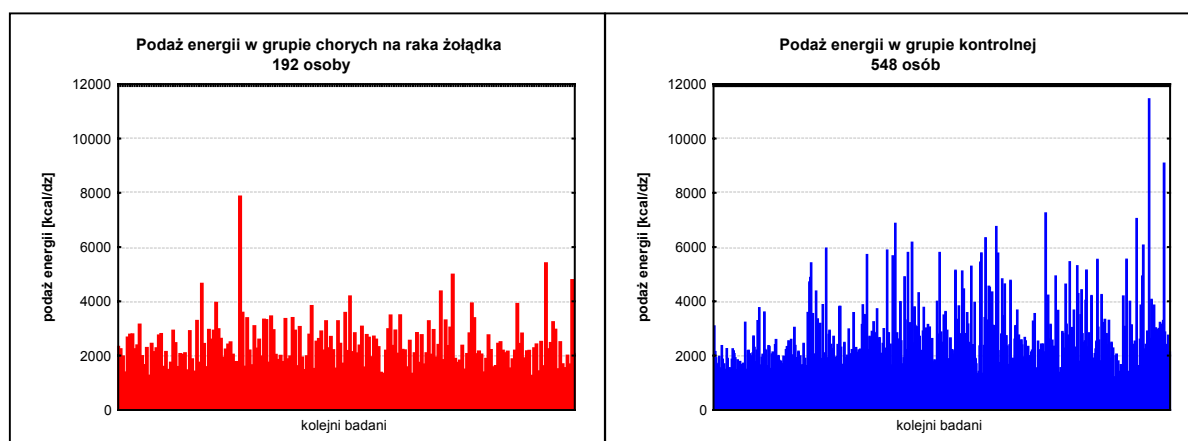 Podaż energii w grupie chorych na raka żołądka
192 osoby
12000
10000
8000
6000
4000
2000
0
podaż energii [kcal/dz]
kolejni badani
Podaż energii w grupie kontrolnej
548 osób
12000
10000
8000
6000
4000
2000
0
podaż energii [kcal/dz]
kolejni badani